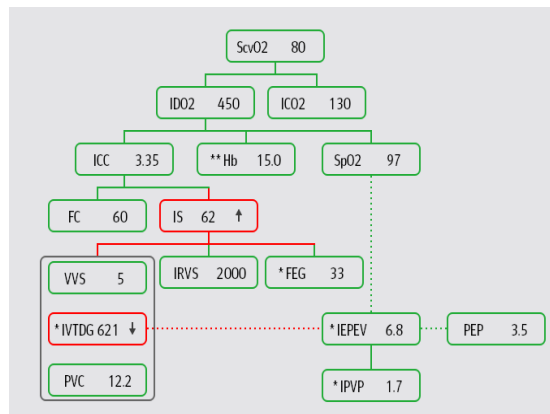 ScvO2 80
IDO2 450
ICO2 130
ICC 3.35
**Hb 15.0
SpO2 97
FC 60
IS 62 ↑
VVS 5
IRVS 2000
*FEG 33
*IVTDG 621 ↓
*IEPEV 6.8
PEP 3.5
PVC 12.2
*IPVP 1.7